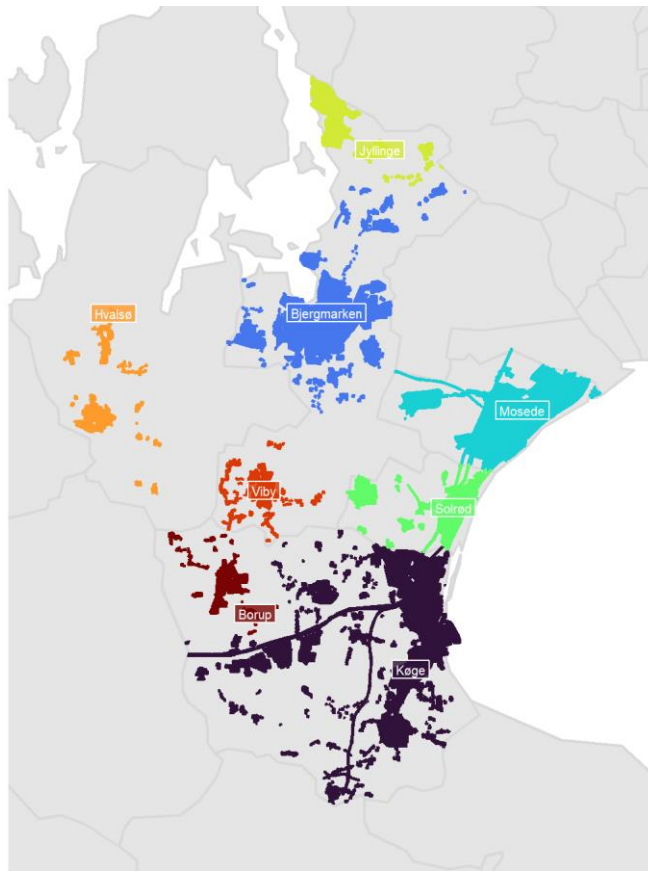 Jyllinge
Hvalsø
Bjergmarken
Mosede
Viby
Solrød
Borup
Køge